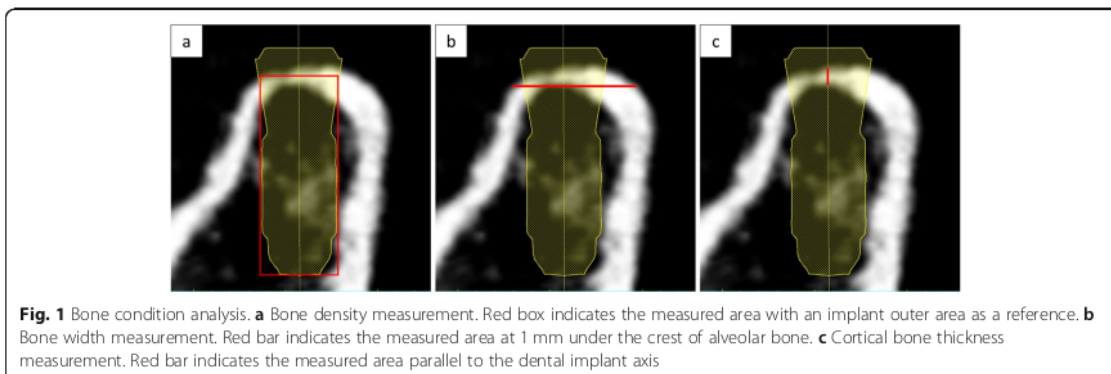 a
b
c
Fig. 1 Bone condition analysis. a Bone density measurement. Red box indicates the measured area with an implant outer area as a reference. b
Bone width measurement. Red bar indicates the measured area at 1 mm under the crest of alveolar bone. c Cortical bone thickness
measurement. Red bar indicates the measured area parallel to the dental implant axis